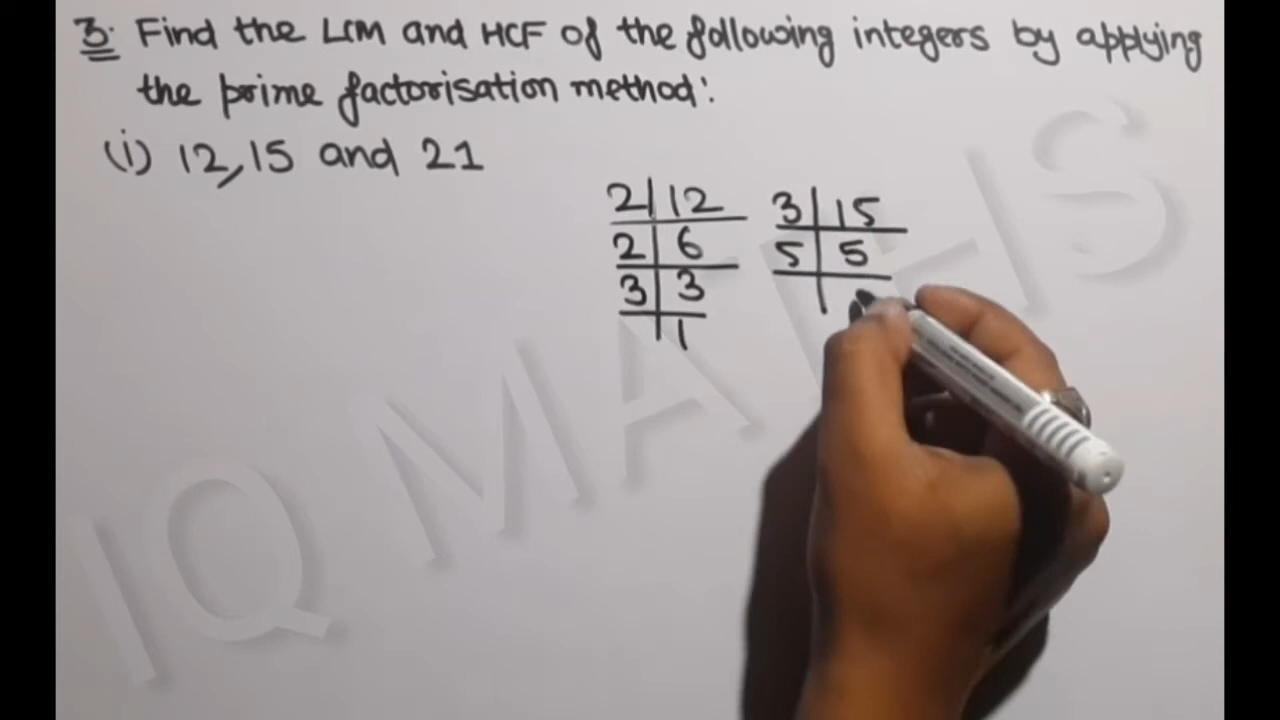 3. Find the LCM and HCF of the following integers by applying
the prime factorisation method:
(i) 12, 15 and 21
2 | 12
2 | 6
3 | 3
1
3 | 15
5 | 5
IQ MATHS